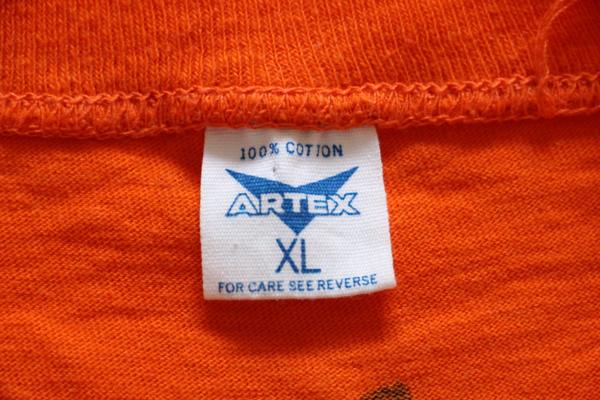 100% COTTON
ARTEX
XL
FOR CARE SEE REVERSE